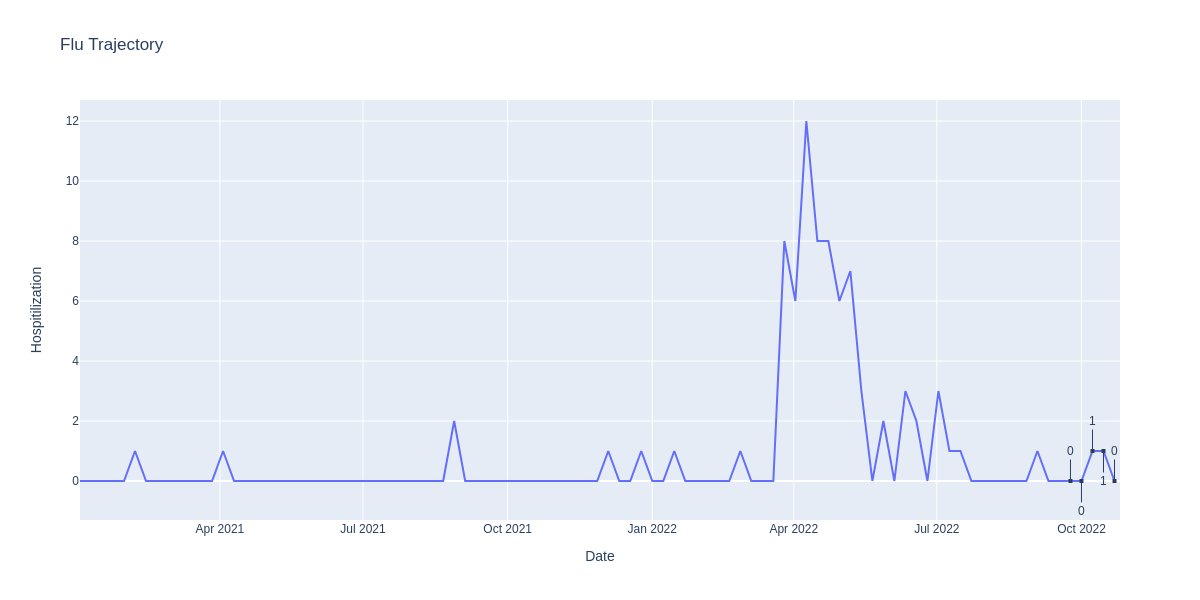 Flu Trajectory
12
10
8
6
4
2
0
Hospitilization
1
0
0
1
0
Apr 2021
Jul 2021
Oct 2021
Jan 2022
Apr 2022
Jul 2022
Oct 2022
Date